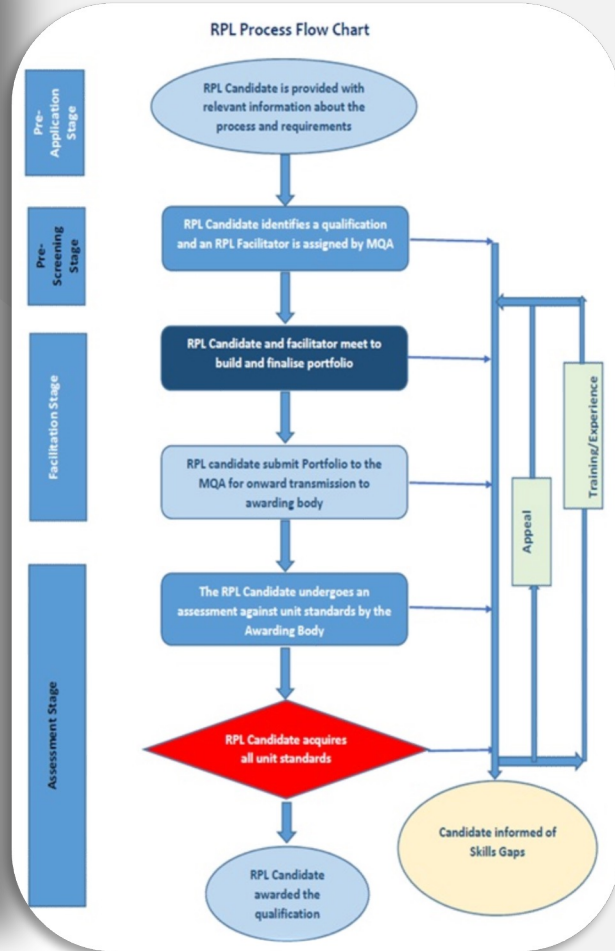 RPL Process Flow Chart
Pre-
Application
Stage
RPL Candidate is provided with
relevant information about the
process and requirements
Pre-
Screening
Stage
RPL Candidate identifies a qualification
and an RPL Facilitator is assigned by MQA
Facilitation Stage
RPL Candidate and facilitator meet to
build and finalise portfolio
RPL candidate submit Portfolio to the
MQA for onward transmission to
awarding body
Training/Experience
Appeal
Assessment Stage
The RPL Candidate undergoes an
assessment against unit standards by the
Awarding Body
RPL Candidate acquires
all unit standards
Candidate informed of
Skills Gaps
RPL Candidate
awarded the
qualification